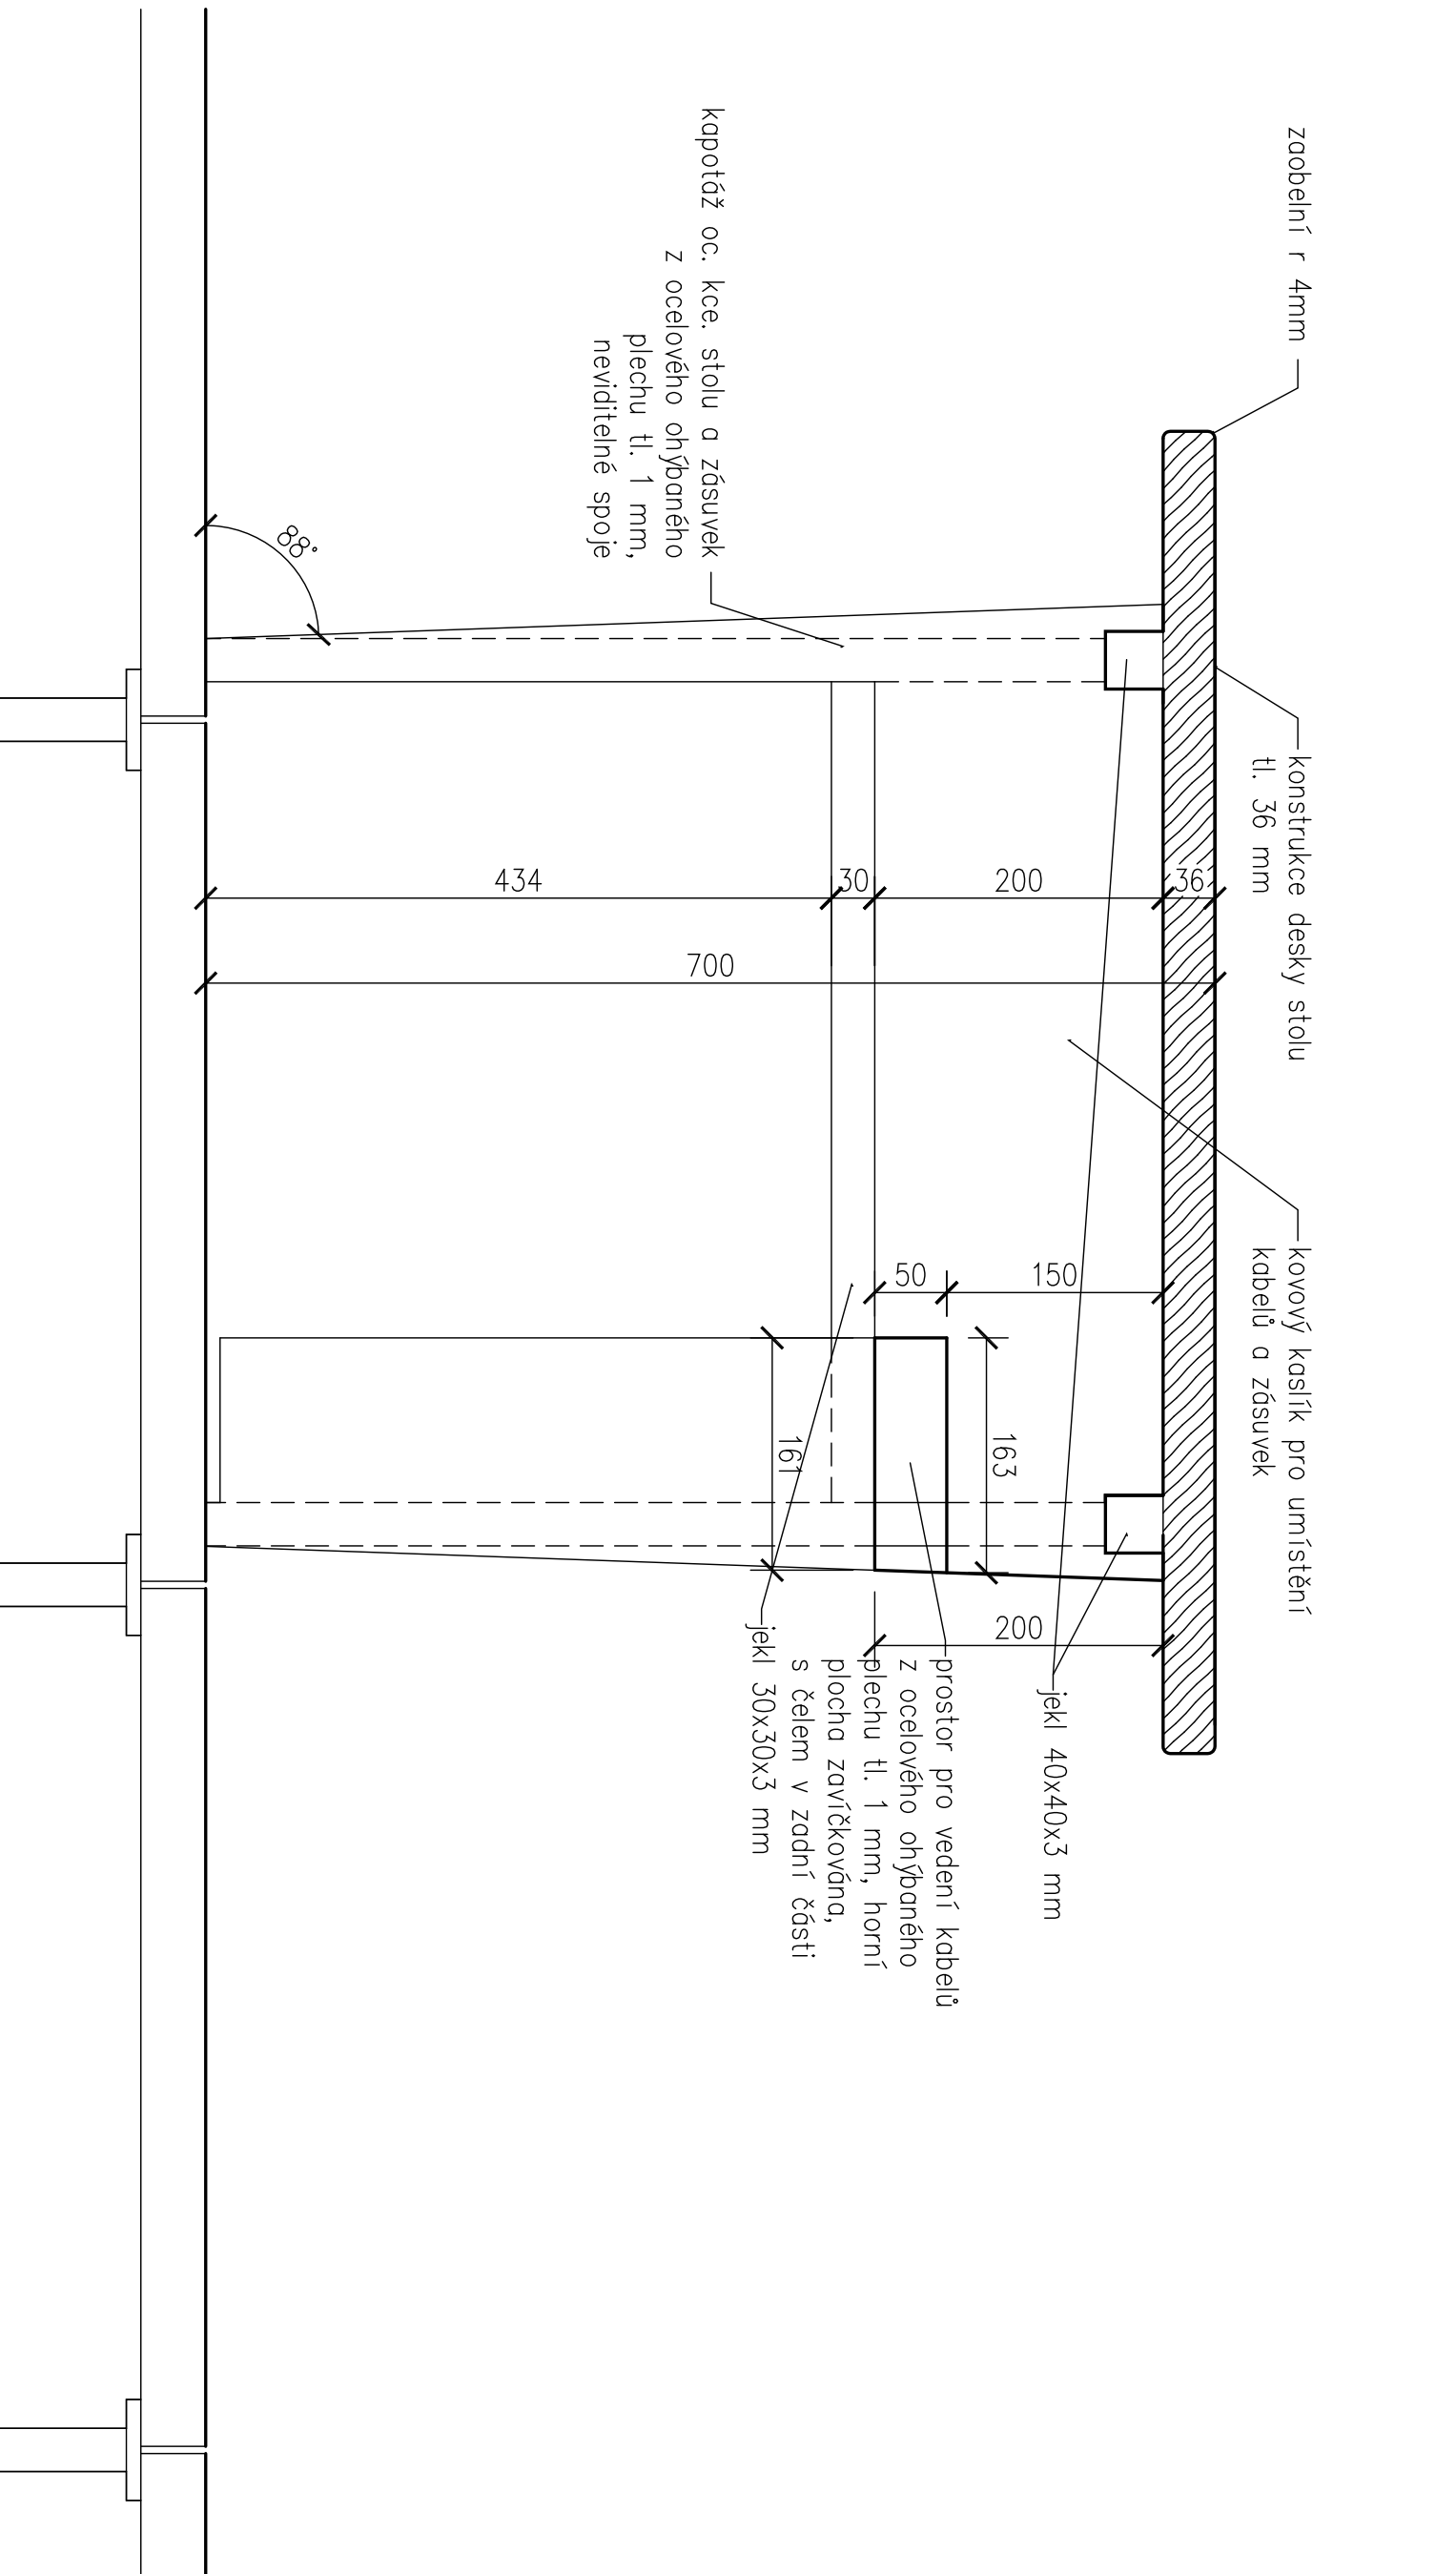 zaobelní r 4mm
konstrukce desky stolu
tl. 36 mm
kovový kaslík pro umístění
kabelů a zásuvek
kapotáž oc. kce. stolu a zásuvek
z ocelového ohýbaného
plechu tl. 1 mm,
neviditelné spoje
jekl 40x40x3 mm
prostor pro vedení kabelů
z ocelového ohýbaného
plechu tl. 1 mm, horní
plocha zavíčkována,
s čelem v zadní části
jekl 30x30x3 mm
36
200
30
434
700
150
50
163
161
200
88°